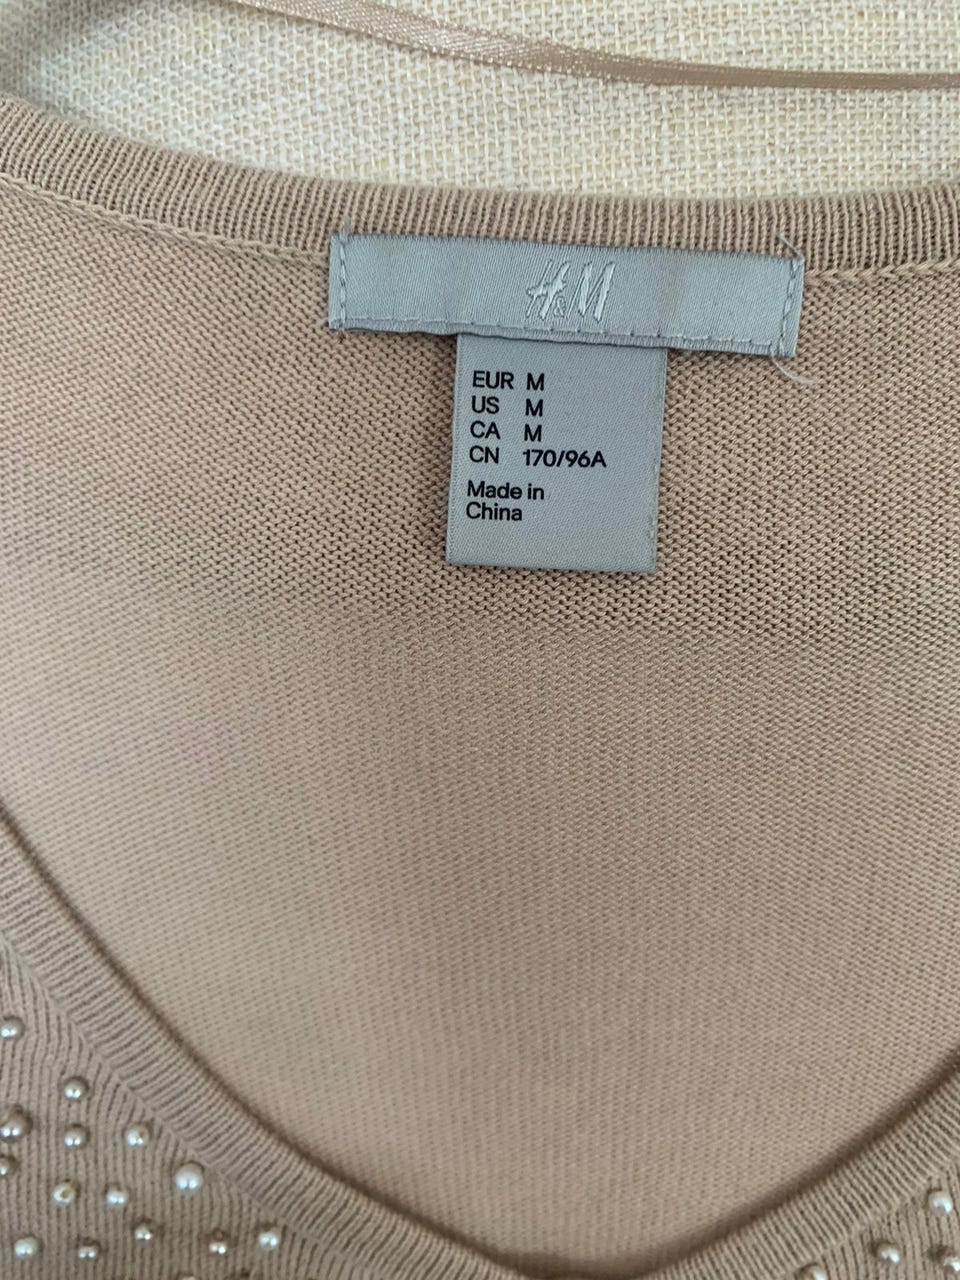 H&M
EUR M
US M
CA M
CN 170/96A
Made in
China